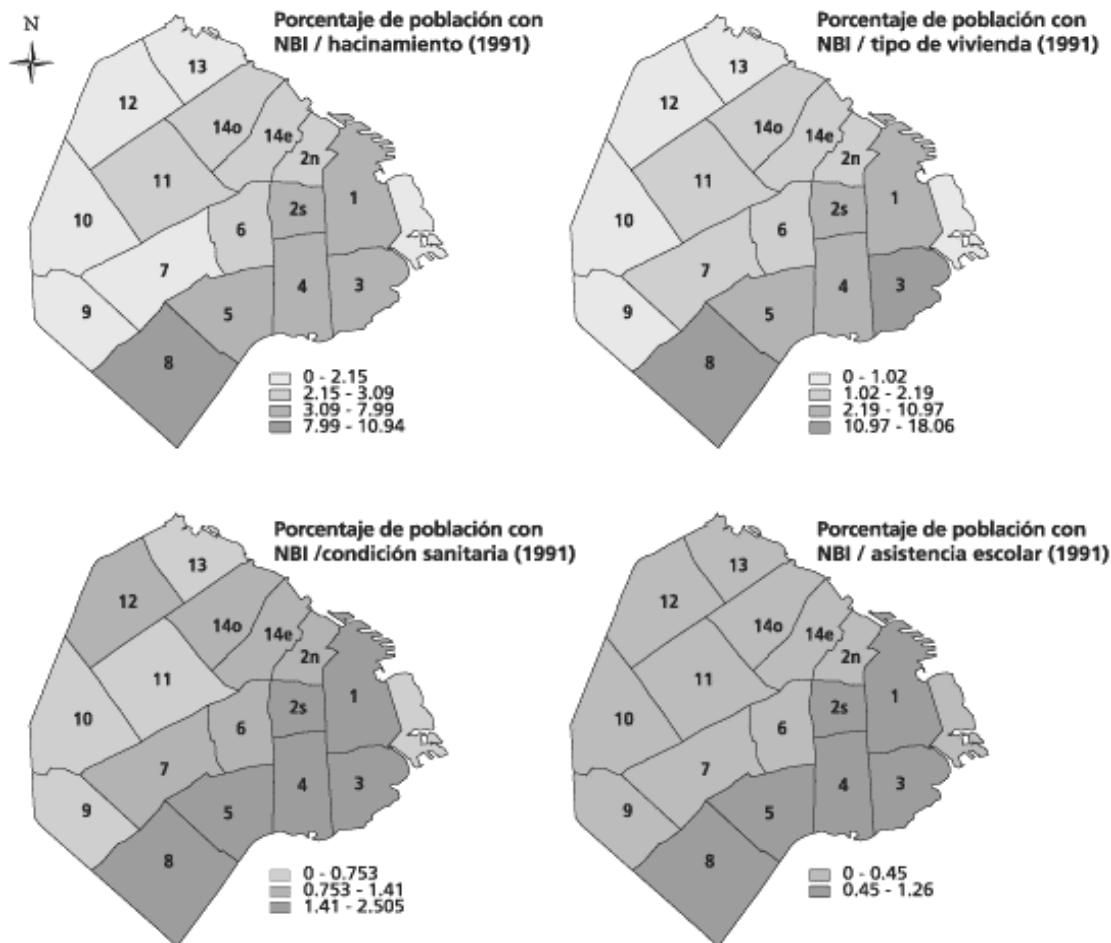 N
Porcentaje de población con
NBI / hacinamiento (1991)
13
12
14o
14e
2n
11
1
10
6
2s
7
4
3
9
5
8
0 - 2.15
2.15 - 3.09
3.09 - 7.99
7.99 - 10.94
Porcentaje de población con
NBI / tipo de vivienda (1991)
13
12
14o
14e
2n
11
1
10
6
2s
7
4
3
9
5
8
0 - 1.02
1.02 - 2.19
2.19 - 10.97
10.97 - 18.06
Porcentaje de población con
NBI /condición sanitaria (1991)
13
12
14o
14e
2n
11
1
10
6
2s
7
4
3
9
5
8
0 - 0.753
0.753 - 1.41
1.41 - 2.505
Porcentaje de población con
NBI / asistencia escolar (1991)
13
12
14o
14e
2n
11
1
10
6
2s
7
4
3
9
5
8
0 - 0.45
0.45 - 1.26